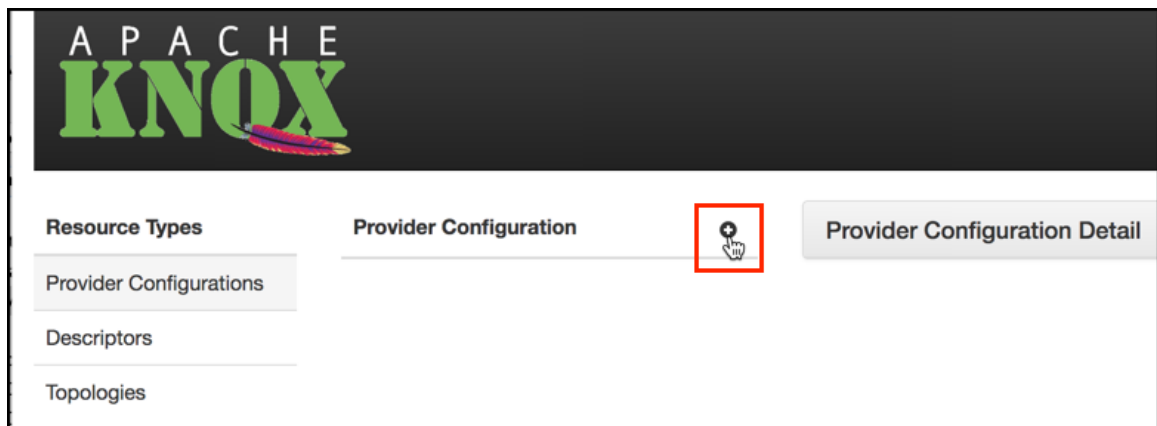 APACHE
KNOX
Resource Types
Provider Configuration
Provider Configuration Detail
Provider Configurations
Descriptors
Topologies